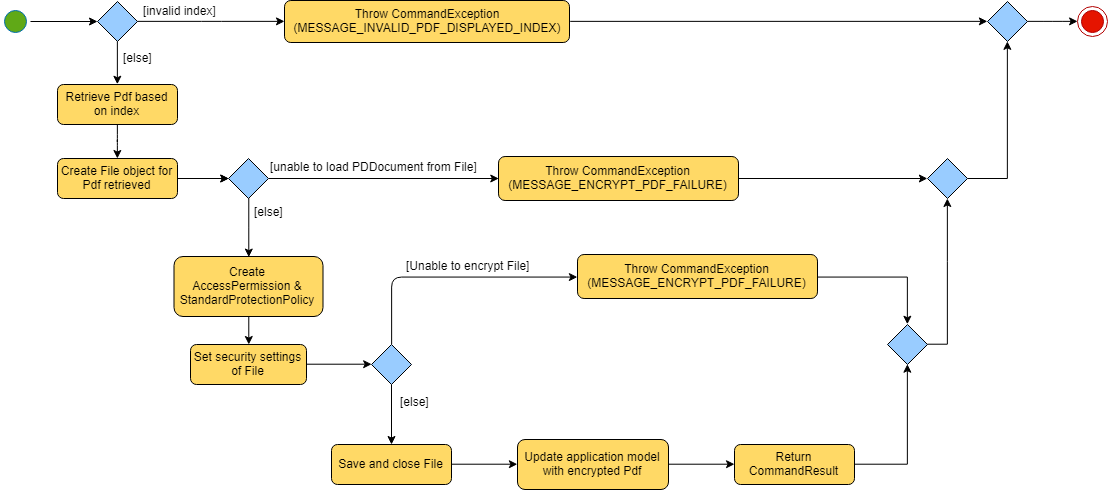 [invalid index]
Throw CommandException
(MESSAGE_INVALID_PDF_DISPLAYED_INDEX)
[else]
Retrieve Pdf based
on index
Create File object for
Pdf retrieved
[unable to load PDDocument from File]
Throw CommandException
(MESSAGE_ENCRYPT_PDF_FAILURE)
[else]
Create
AccessPermission &
StandardProtectionPolicy
[Unable to encrypt File]
Throw CommandException
(MESSAGE_ENCRYPT_PDF_FAILURE)
Set security settings
of File
[else]
Save and close File
Update application model
with encrypted Pdf
Return
CommandResult